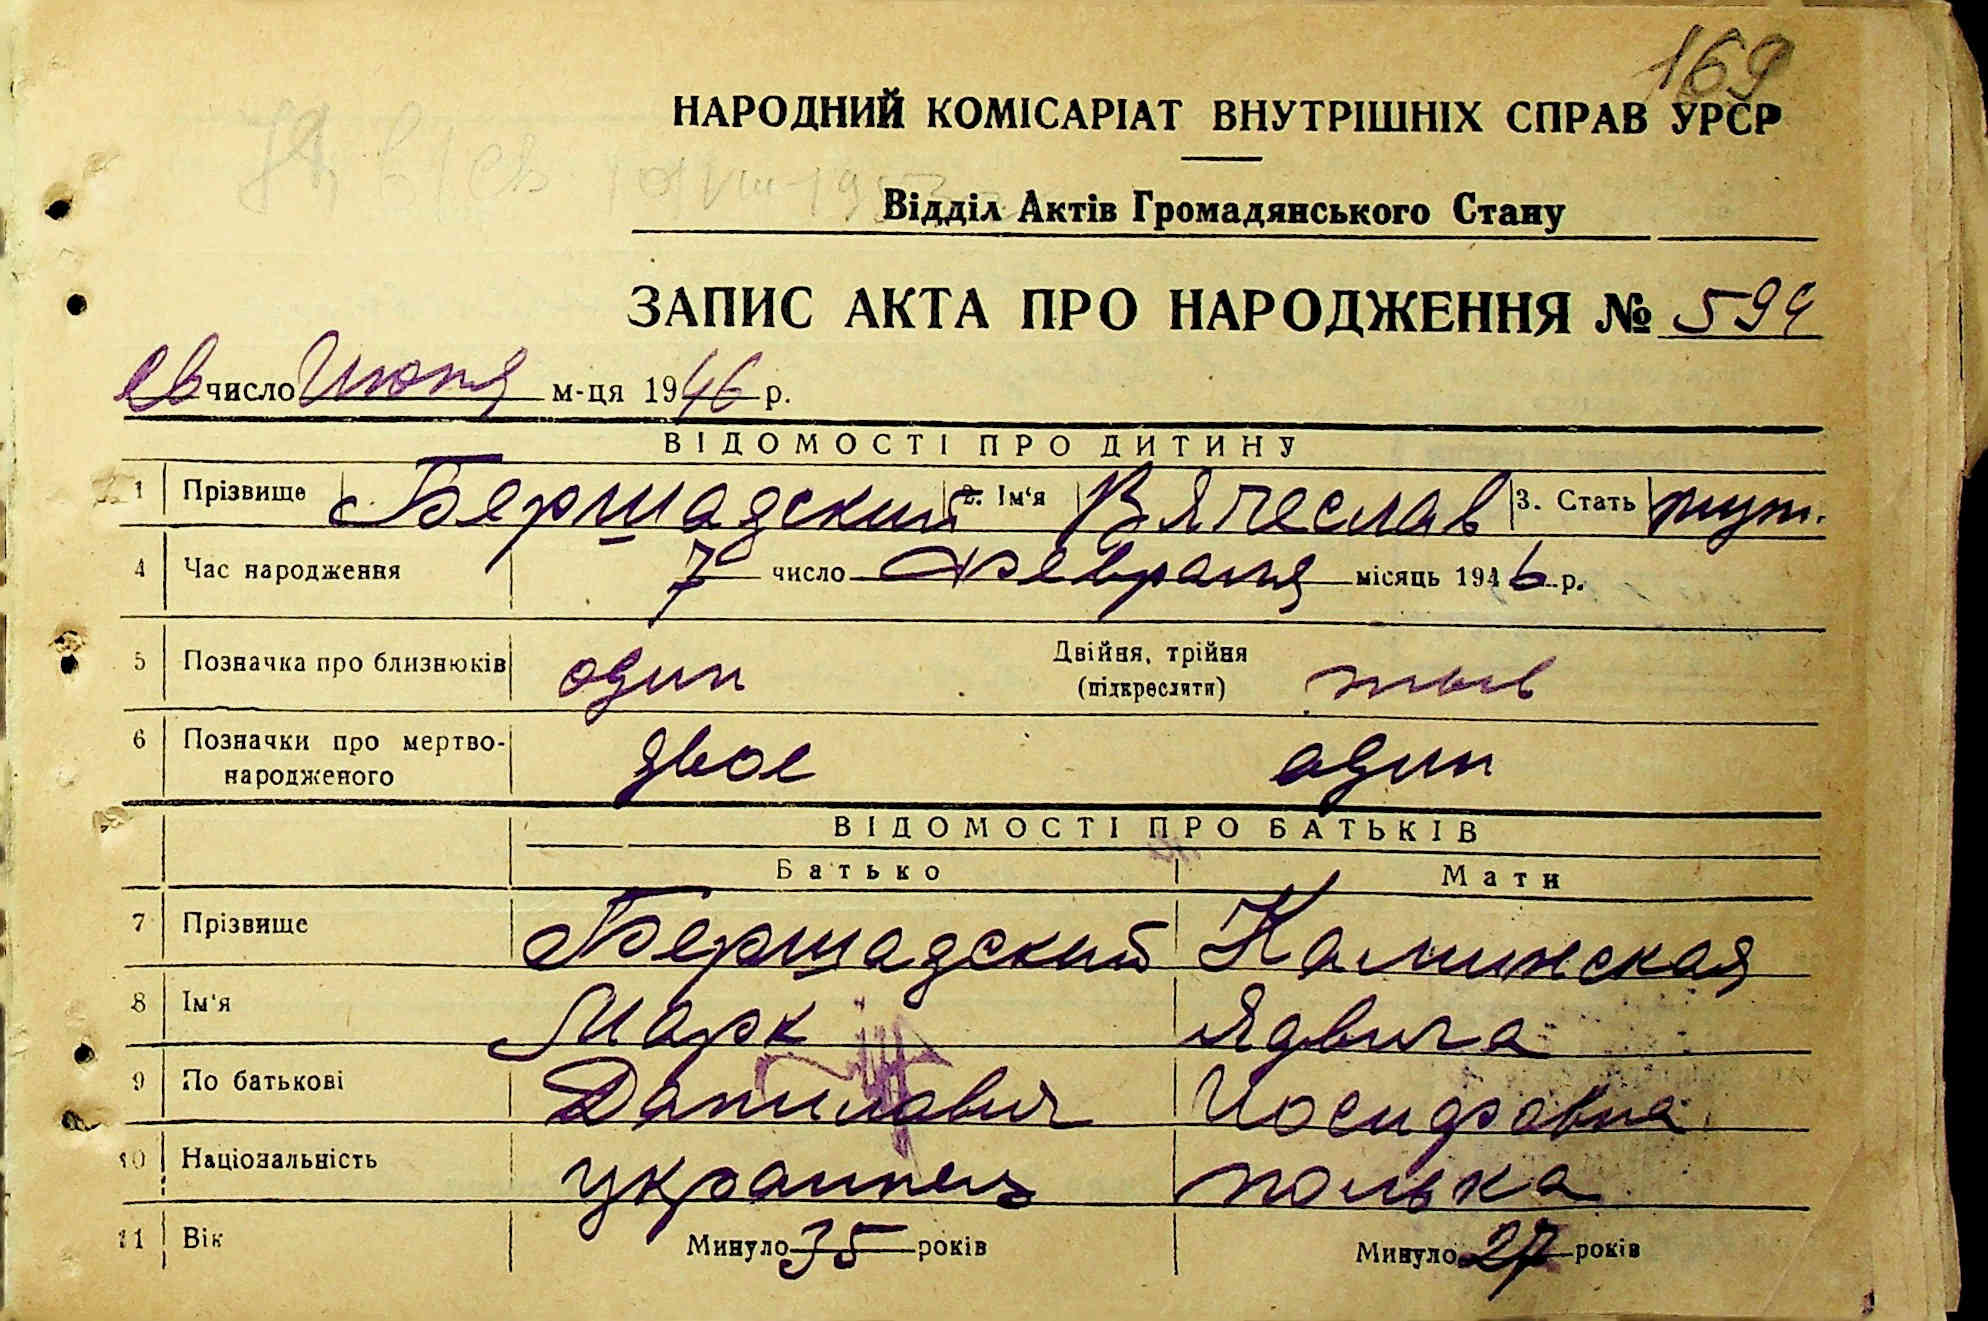 169
НАРОДНИЙ КОМІСАРІАТ ВНУТРІШНІХ СПРАВ УРСР
Відділ Актів Громадянського Стану
ЗАПИС АКТА ПРО НАРОДЖЕННЯ № 599
число Июня м-ця 1946 р.
ВІДОМОСТІ ПРО ДИТИНУ
1 Прізвище Бершадский 2. Ім'я Вячеслав 3. Стать муж.
4 Час народження 7 число Февраля місяць 1946 р.
5 Позначка про близнюків один Двійня, трійня
(підкреслити)
6 Позначки про мертво- двое один
народженого
ВІДОМОСТІ ПРО БАТЬКІВ
Батько Мати
7 Прізвище Бершадский Калинская
8 Ім'я Марк Ядвига
9 По батькові Данилович Иосифовна
10 Національність украинец полька
11 Вік Минуло 35 років Минуло 27 років